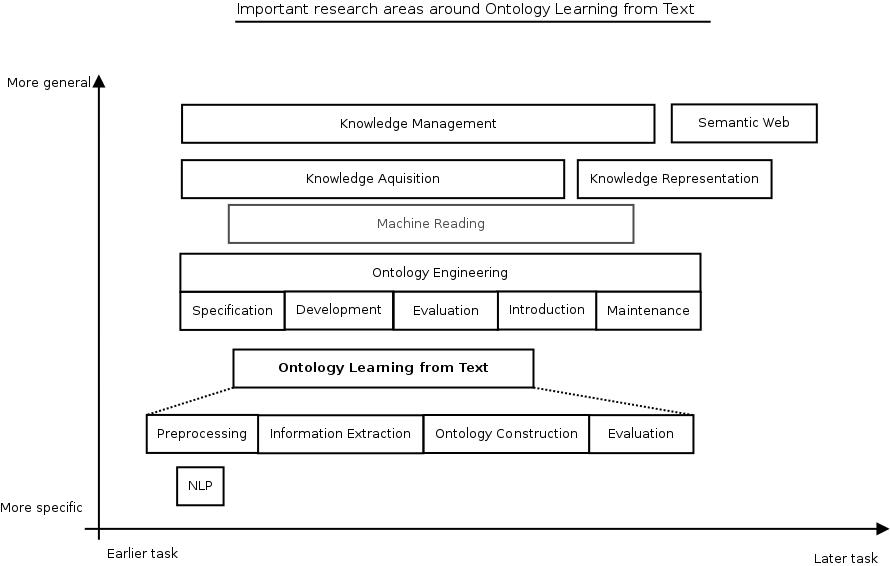 Important research areas around Ontology Learning from Text
More general
Knowledge Management
Semantic Web
Knowledge Aquisition
Knowledge Representation
Machine Reading
Ontology Engineering
Specification
Development
Evaluation
Introduction
Maintenance
Ontology Learning from Text
Preprocessing
Information Extraction
Ontology Construction
Evaluation
NLP
More specific
Earlier task
Later task